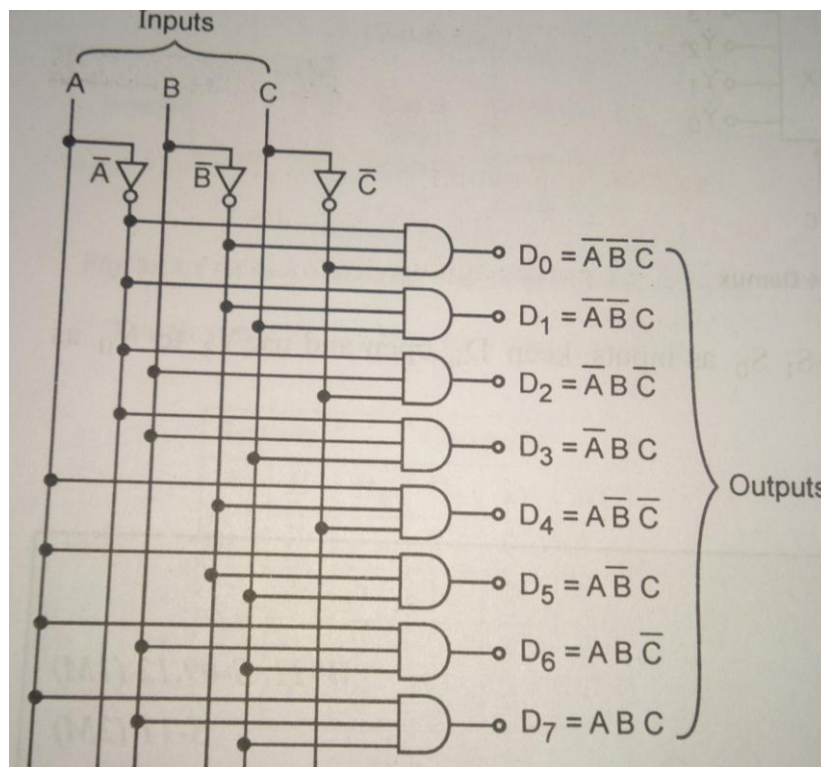 Inputs
A B C
A̅ B̅ C̅
D₀ = A̅ B̅ C̅
D₁ = A̅ B̅ C
D₂ = A̅ B C̅
D₃ = A̅ B C
D₄ = A B̅ C̅
D₅ = A B̅ C
D₆ = A B C̅
D₇ = A B C
Outputs